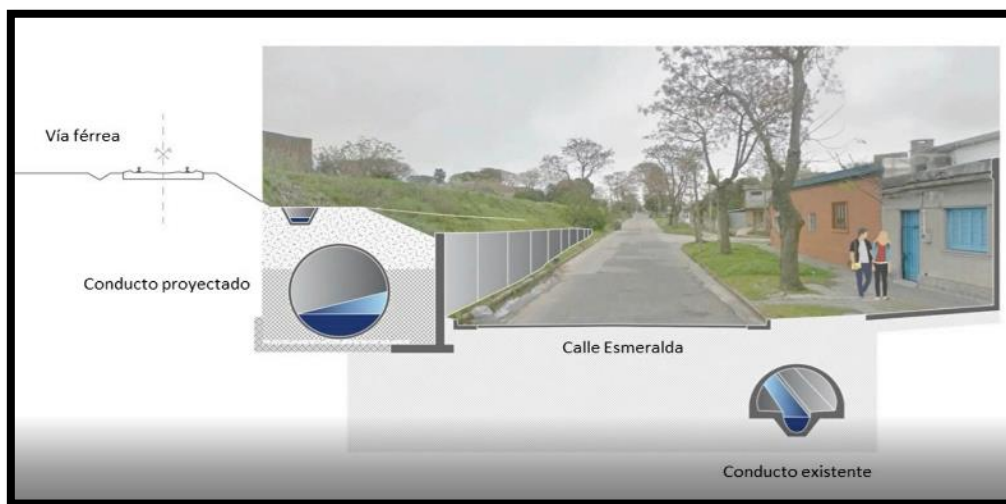 Vía férrea
Conducto proyectado
Calle Esmeralda
Conducto existente